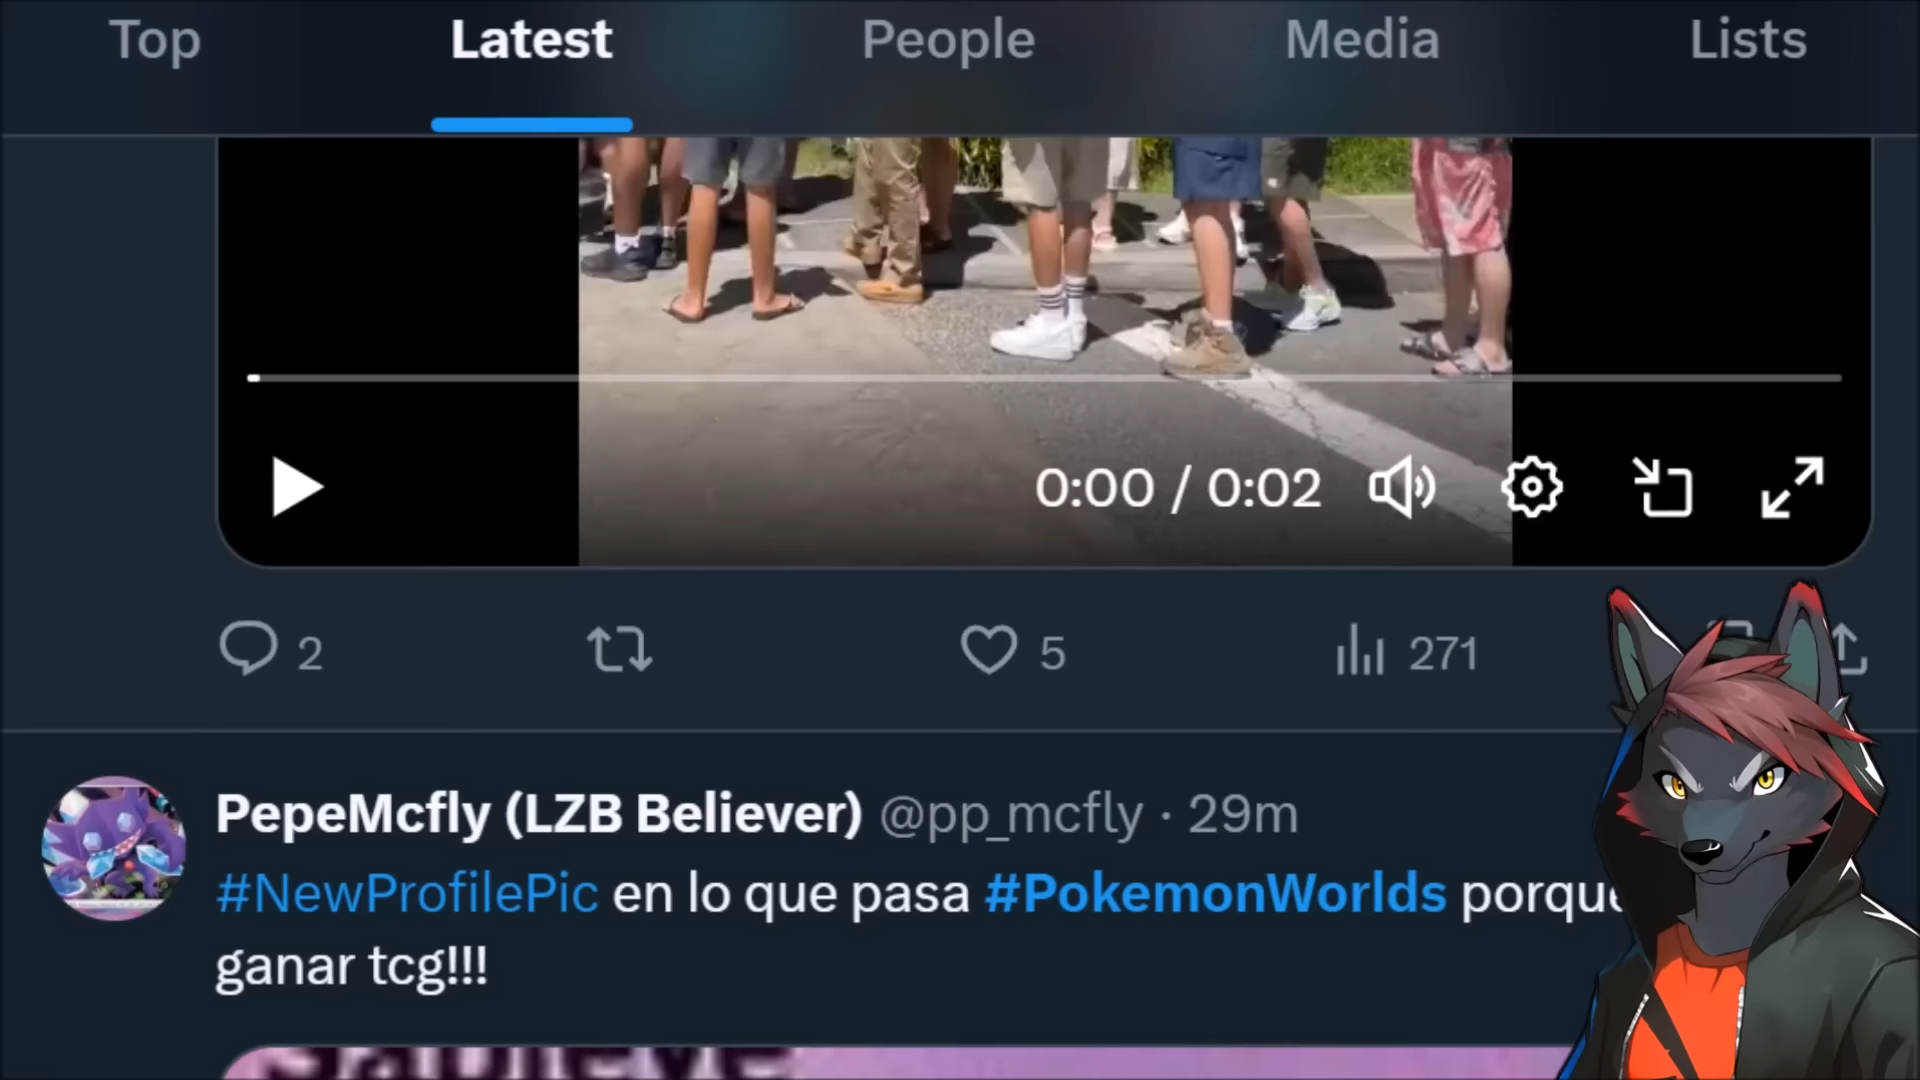 Top Latest People Media Lists
0:00 / 0:02
2 5 271
PepeMcfly (LZB Believer) @pp_mcfly · 29m
#NewProfilePic en lo que pasa #PokemonWorlds porque
ganar tcg!!!